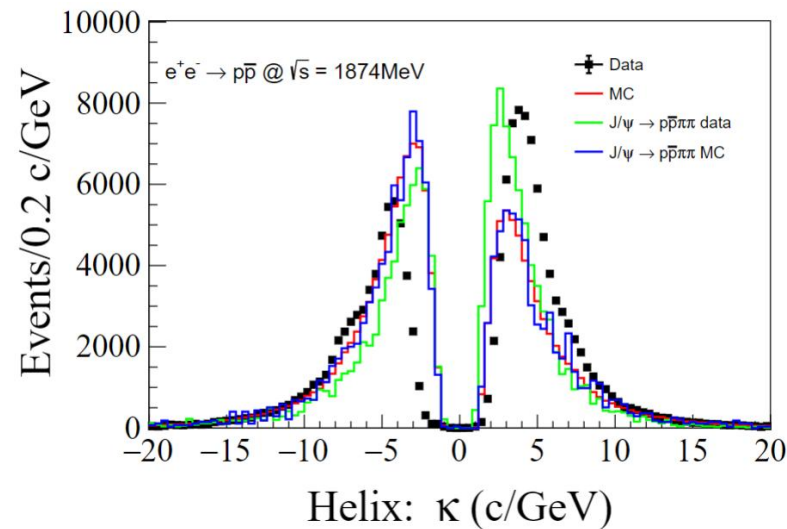 10000
8000
6000
4000
2000
0
Events/0.2 c/GeV
e⁺e⁻ → pp̅ @ √s = 1874MeV
Data
MC
J/ψ → pp̅ππ data
J/ψ → pp̅ππ MC
−20 −15 −10 −5 0 5 10 15 20
Helix: κ (c/GeV)